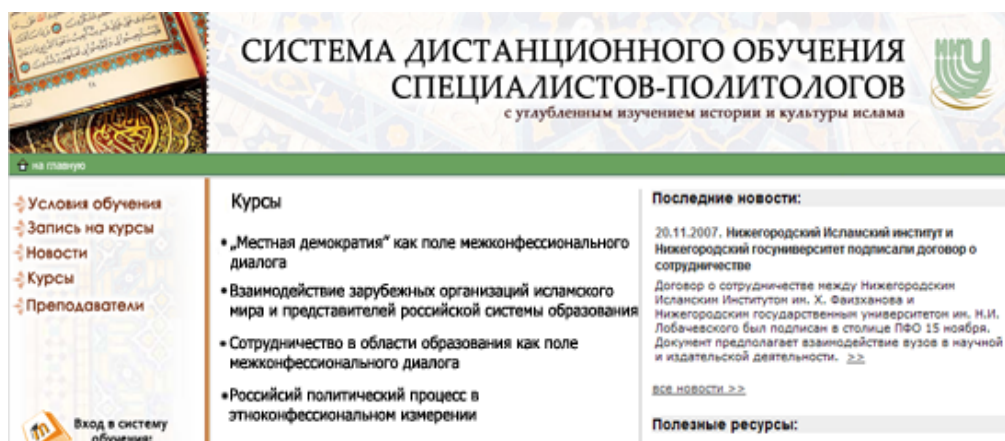 СИСТЕМА ДИСТАНЦИОННОГО ОБУЧЕНИЯ
СПЕЦИАЛИСТОВ-ПОЛИТОЛОГОВ
с углубленным изучением истории и культуры ислама
на главную
Условия обучения
Запись на курсы
Новости
Курсы
Преподаватели
Вход в систему
обучения:
Курсы
• „Местная демократия" как поле межконфессионального
диалога
• Взаимодействие зарубежных организаций исламского
мира и представителей российской системы образования
• Сотрудничество в области образования как поле
межконфессионального диалога
• Российсий политический процесс в
этноконфессиональном измерении
Последние новости:
20.11.2007. Нижегородский Исламский институт и
Нижегородский госуниверситет подписали договор о
сотрудничестве
Договор о сотрудничестве между Нижегородским
Исламским Институтом им. Х. Фаизханова и
Нижегородским государственным университетом им. Н.И.
Лобачевского был подписан в столице ПФО 15 ноября.
Документ предполагает взаимодействие вузов в научной
и издательской деятельности. >>
все новости >>
Полезные ресурсы: